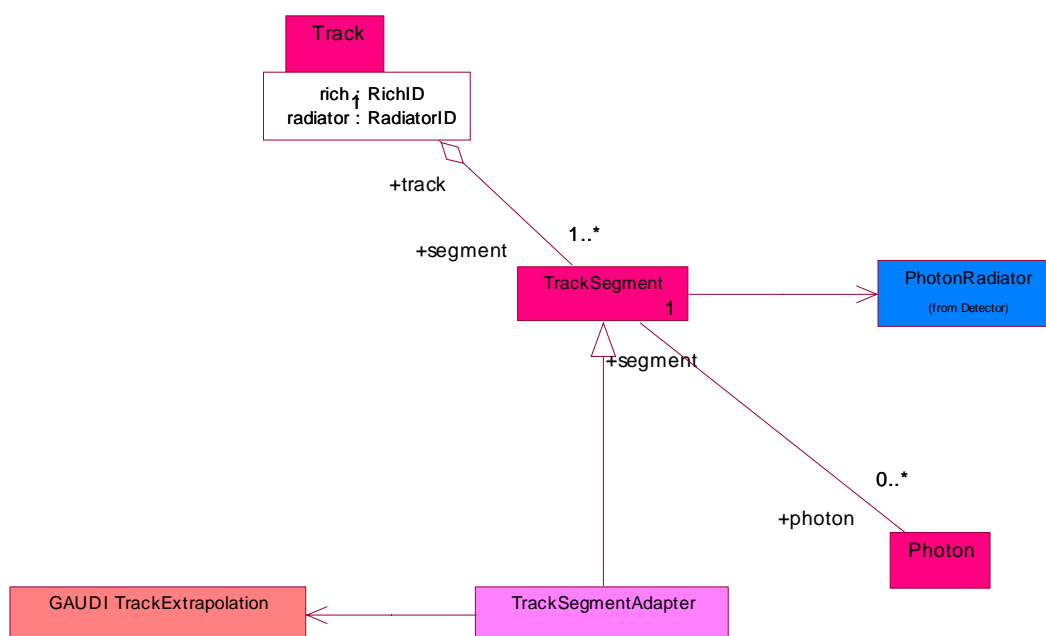 Track
rich : RichID
1
radiator : RadiatorID
+track
1..*
+segment
TrackSegment
1
PhotonRadiator
(from Detector)
+segment
0..*
+photon
Photon
GAUDI TrackExtrapolation
TrackSegmentAdapter